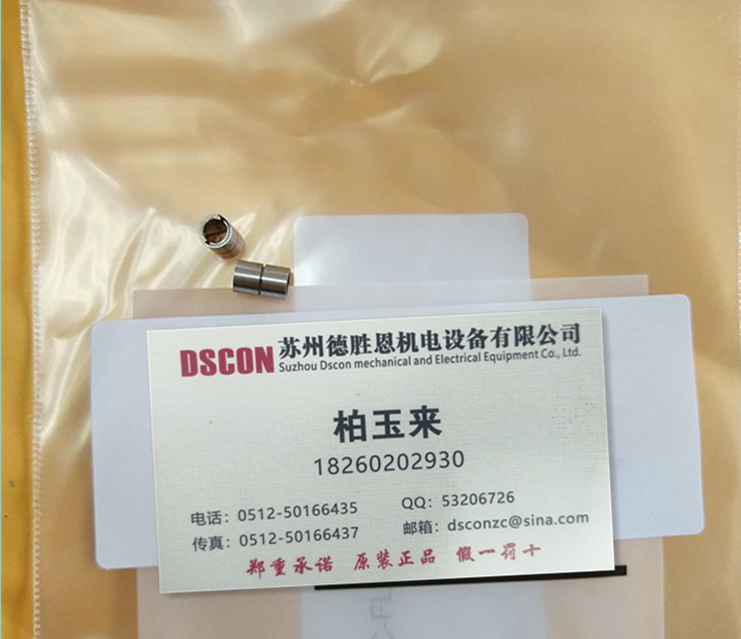 DSCON 苏州德胜恩机电设备有限公司
Suzhou Dscon mechanical and Electrical Equipment Co., Ltd.
柏玉来
18260202930
电话：0512-50166435 QQ：53206726
传真：0512-50166437 邮箱：dsconzc@sina.com
郑重承诺 原装正品 假一罚十